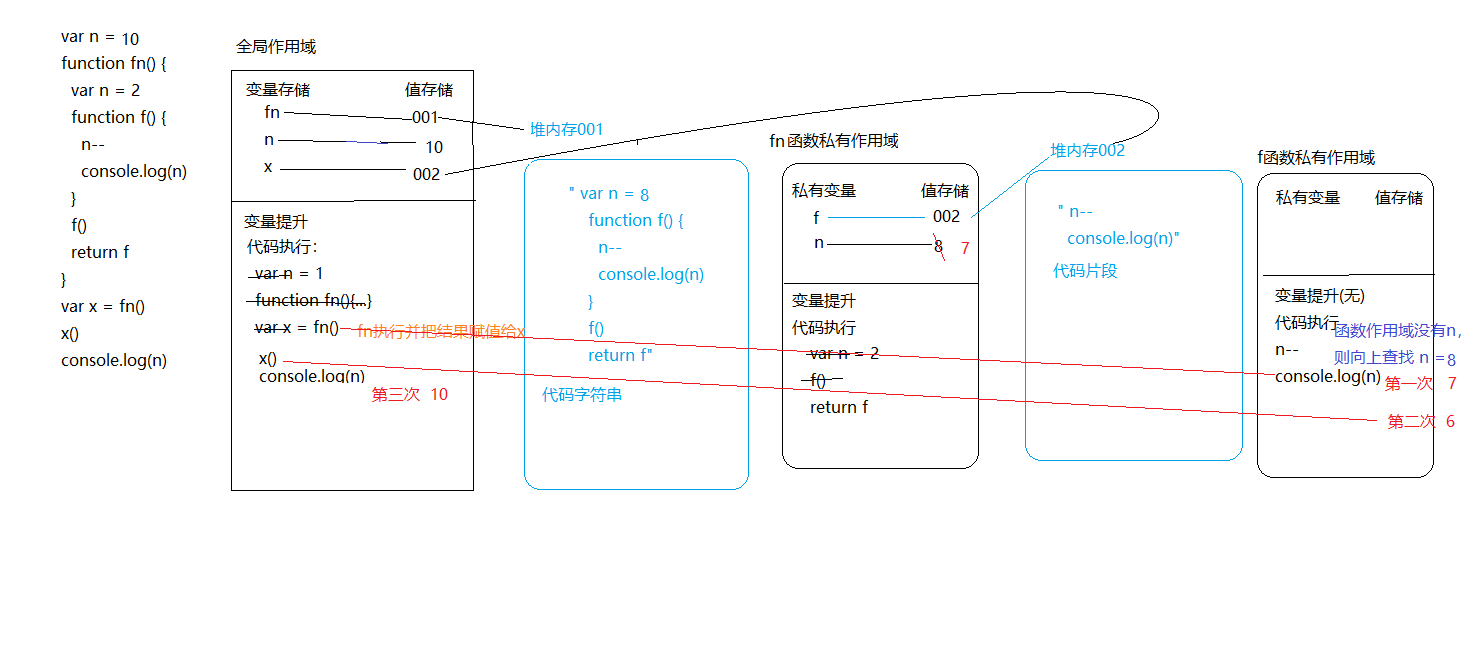 var n = 10
function fn() {
var n = 2
function f() {
n--
console.log(n)
}
f()
return f
}
var x = fn()
x()
console.log(n)
全局作用域
变量存储 值存储
fn 001
n 10
x 002
变量提升
代码执行：
var n = 1
function fn(){...}
var x = fn() fn执行并把结果赋值给x
x()
console.log(n)
第三次 10
堆内存001
" var n = 8
function f() {
n--
console.log(n)
}
f()
return f"
代码字符串
fn函数私有作用域
私有变量 值存储
f 002
n 8 7
变量提升
代码执行
var n = 2
f()
return f
堆内存002
" n--
console.log(n)"
代码片段
f函数私有作用域
私有变量 值存储
变量提升(无)
代码执行
n--
console.log(n)
函数作用域没有n，
则向上查找 n =8
第一次 7
第二次 6